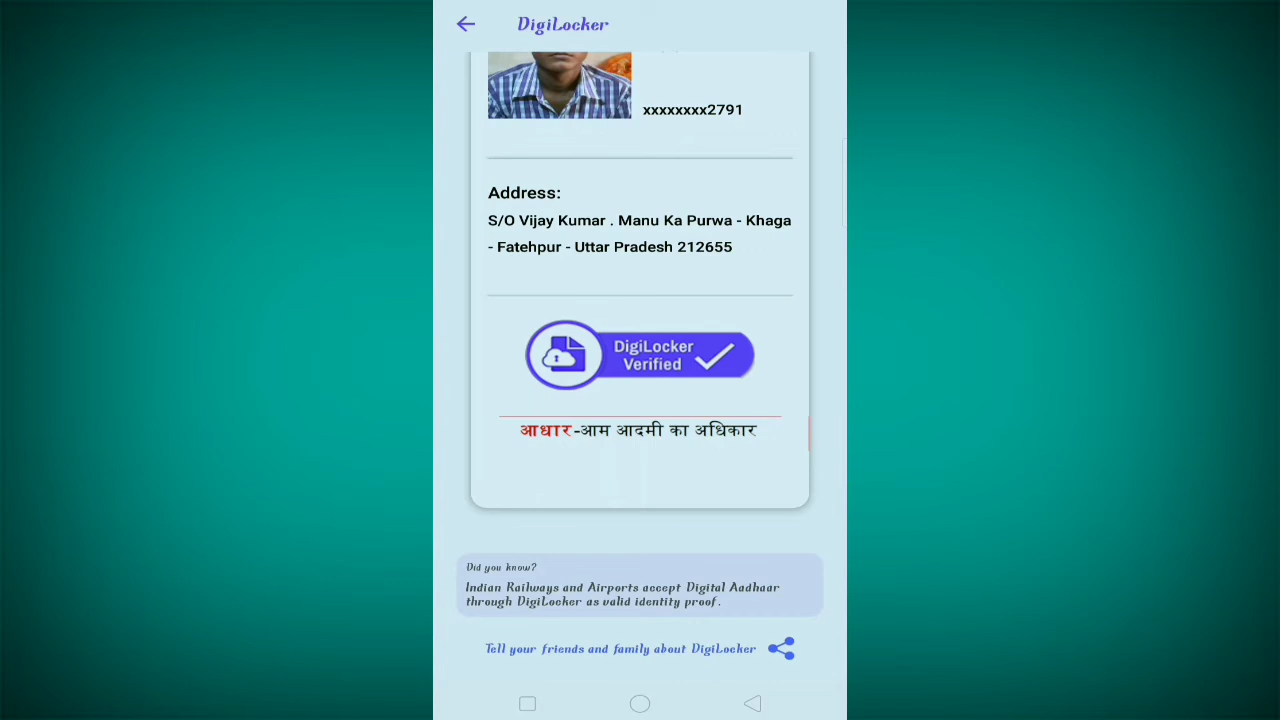 DigiLocker
xxxxxxxx2791
Address:
S/O Vijay Kumar . Manu Ka Purwa - Khaga
- Fatehpur - Uttar Pradesh 212655
DigiLocker
Verified
आधार-आम आदमी का अधिकार
Did you know?
Indian Railways and Airports accept Digital Aadhaar
through DigiLocker as valid identity proof.
Tell your friends and family about DigiLocker